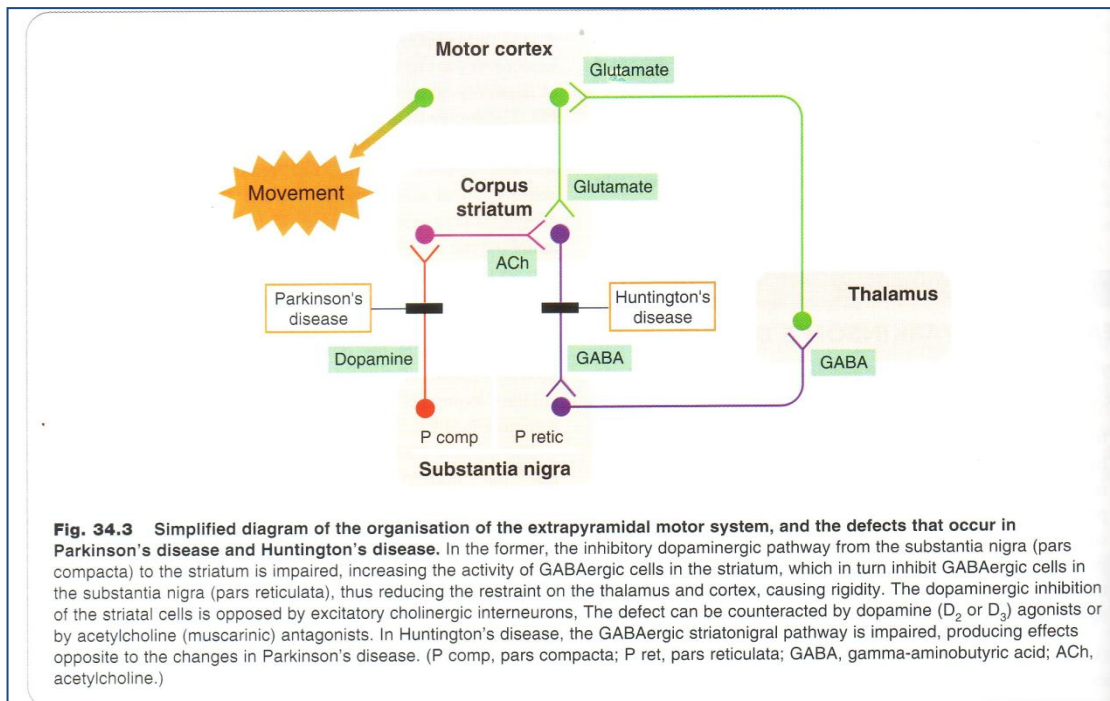 Motor cortex
Glutamate
Movement
Corpus
striatum
Glutamate
ACh
Parkinson's
disease
Huntington's
disease
Thalamus
Dopamine
GABA
GABA
P comp
P retic
Substantia nigra
Fig. 34.3 Simplified diagram of the organisation of the extrapyramidal motor system, and the defects that occur in
Parkinson's disease and Huntington's disease. In the former, the inhibitory dopaminergic pathway from the substantia nigra (pars
compacta) to the striatum is impaired, increasing the activity of GABAergic cells in the striatum, which in turn inhibit GABAergic cells in
the substantia nigra (pars reticulata), thus reducing the restraint on the thalamus and cortex, causing rigidity. The dopaminergic inhibition
of the striatal cells is opposed by excitatory cholinergic interneurons, The defect can be counteracted by dopamine (D₂ or D₃) agonists or
by acetylcholine (muscarinic) antagonists. In Huntington's disease, the GABAergic striatonigral pathway is impaired, producing effects
opposite to the changes in Parkinson's disease. (P comp, pars compacta; P ret, pars reticulata; GABA, gamma-aminobutyric acid; ACh,
acetylcholine.)